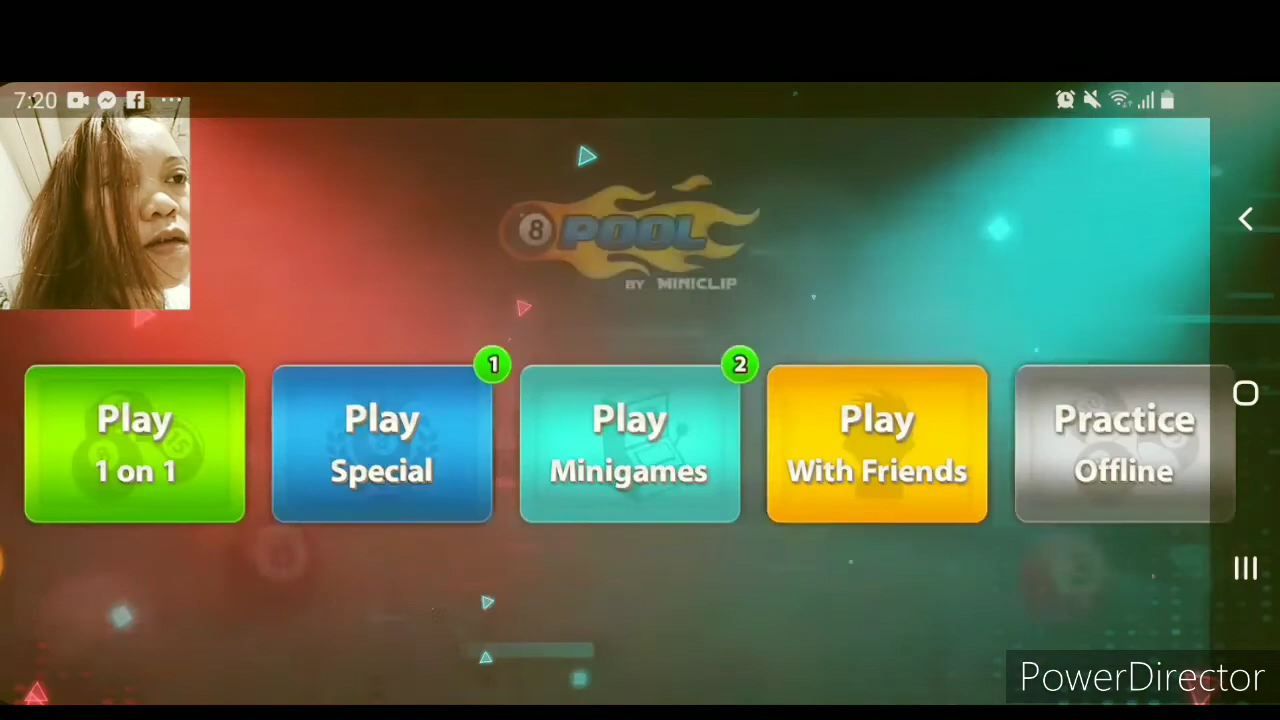 7:20
8 POOL
BY MINICLIP
1
2
Play
1 on 1
Play
Special
Play
Minigames
Play
With Friends
Practice
Offline
PowerDirector